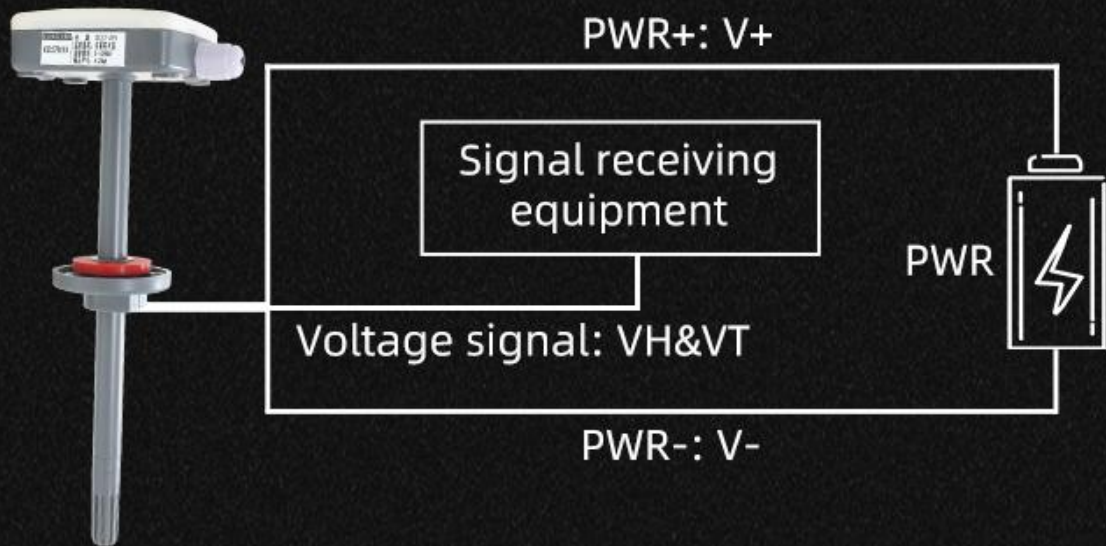 PWR+: V+
Signal receiving
equipment
PWR
Voltage signal: VH&VT
PWR-: V-